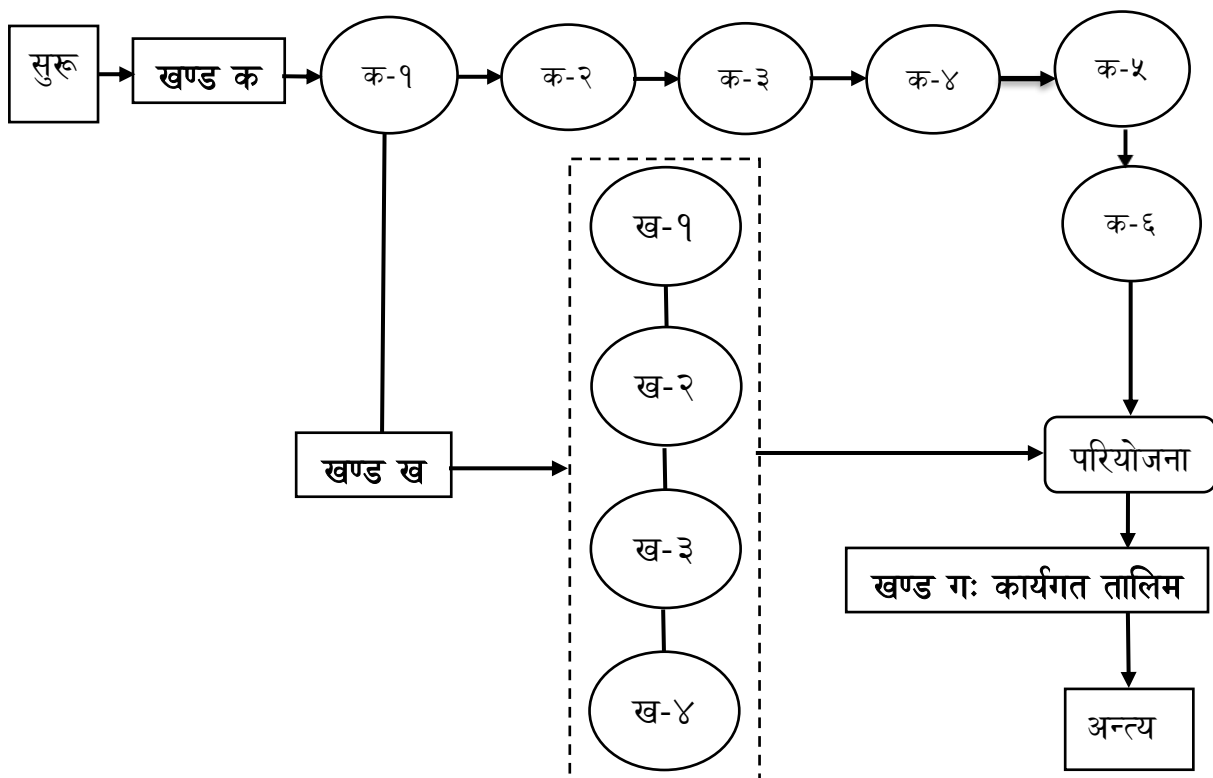 सुरू
खण्ड क
क-१
क-२
क-३
क-४
क-५
क-६
ख-१
ख-२
ख-३
ख-४
खण्ड ख
परियोजना
खण्ड गः कार्यगत तालिम
अन्त्य